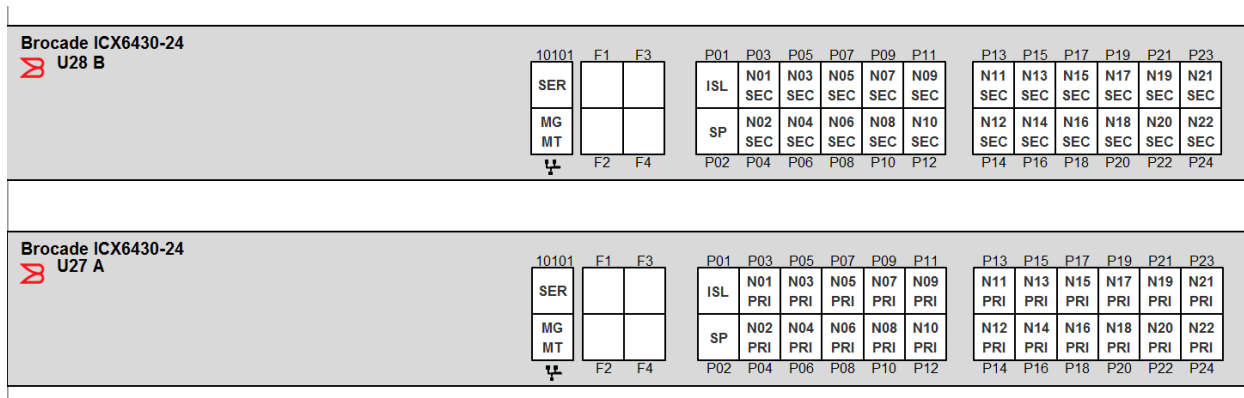 Brocade ICX6430-24
U28 B
10101 F1 F3 P01 P03 P05 P07 P09 P11 P13 P15 P17 P19 P21 P23
SER ISL N01 N03 N05 N07 N09 N11 N13 N15 N17 N19 N21
SEC SEC SEC SEC SEC SEC SEC SEC SEC SEC SEC
MG SP N02 N04 N06 N08 N10 N12 N14 N16 N18 N20 N22
MT SEC SEC SEC SEC SEC SEC SEC SEC SEC SEC SEC
F2 F4 P02 P04 P06 P08 P10 P12 P14 P16 P18 P20 P22 P24
Brocade ICX6430-24
U27 A
10101 F1 F3 P01 P03 P05 P07 P09 P11 P13 P15 P17 P19 P21 P23
SER ISL N01 N03 N05 N07 N09 N11 N13 N15 N17 N19 N21
PRI PRI PRI PRI PRI PRI PRI PRI PRI PRI PRI
MG SP N02 N04 N06 N08 N10 N12 N14 N16 N18 N20 N22
MT PRI PRI PRI PRI PRI PRI PRI PRI PRI PRI PRI
F2 F4 P02 P04 P06 P08 P10 P12 P14 P16 P18 P20 P22 P24